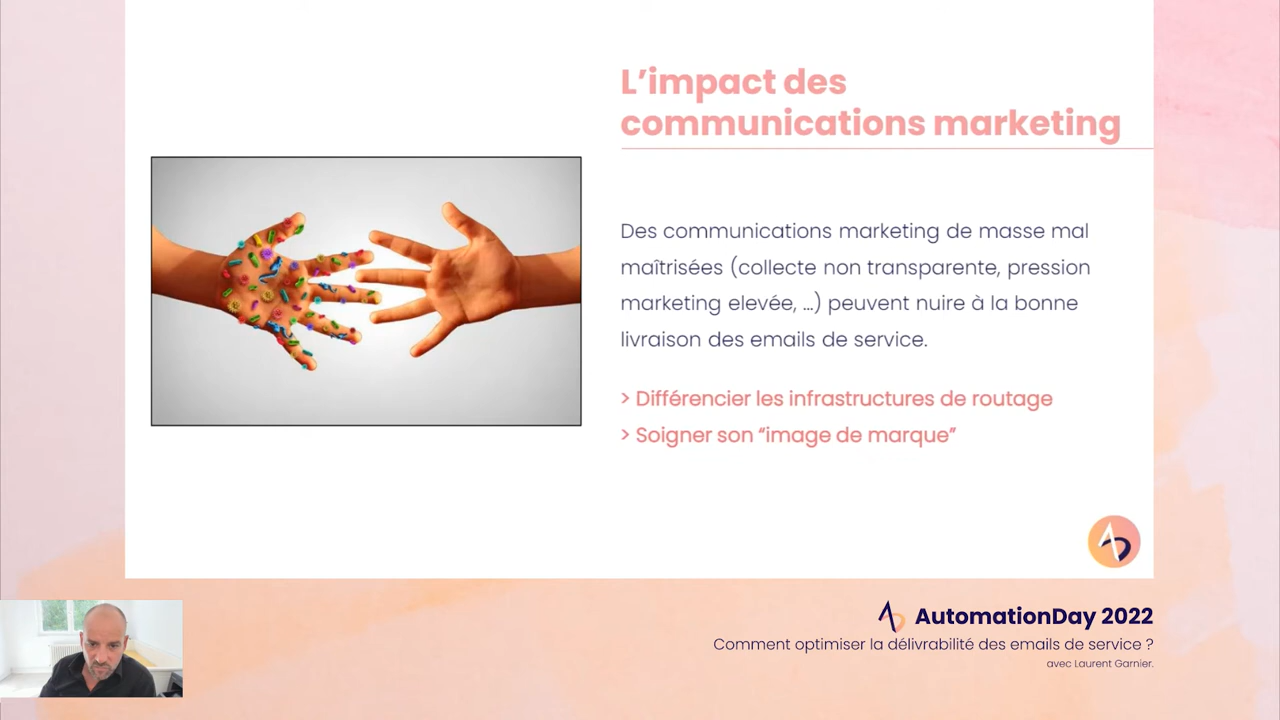 L’impact des
communications marketing
Des communications marketing de masse mal
maîtrisées (collecte non transparente, pression
marketing elevée, ...) peuvent nuire à la bonne
livraison des emails de service.
> Différencier les infrastructures de routage
> Soigner son “image de marque”
AutomationDay 2022
Comment optimiser la délivrabilité des emails de service ?
avec Laurent Garnier.